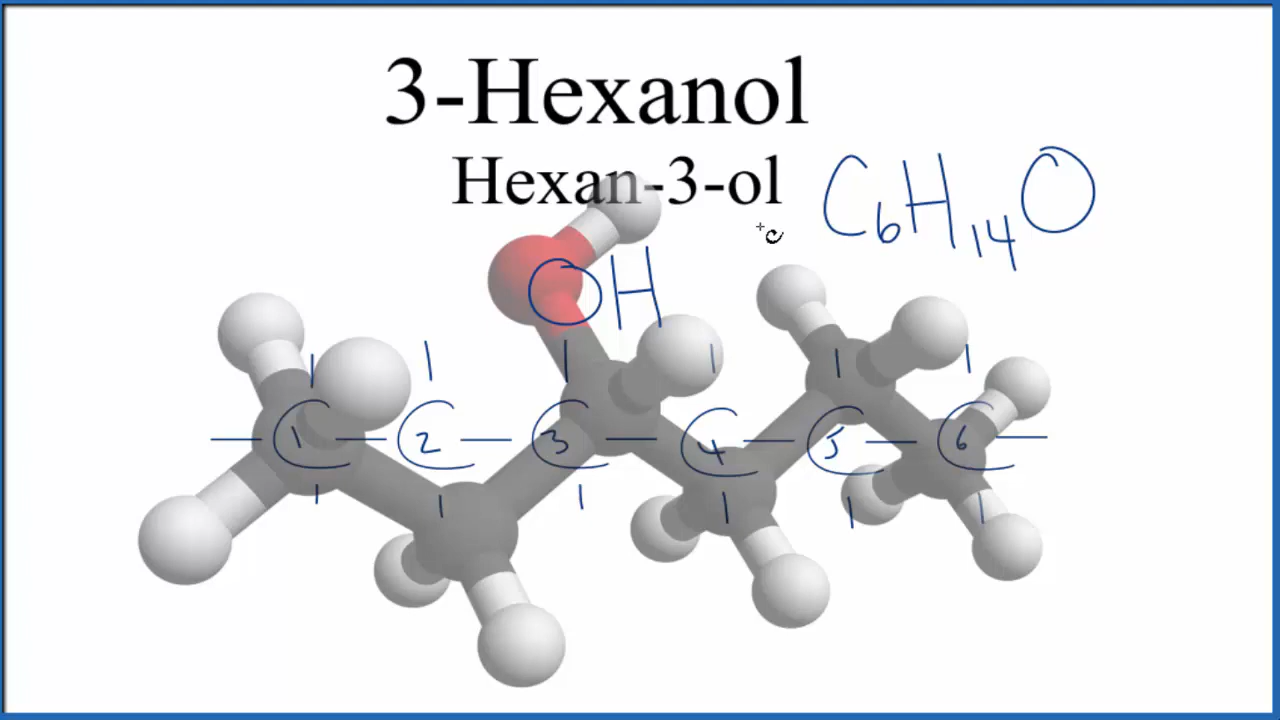 3-Hexanol
Hexan-3-ol
C6H14O
OH
C C C C C C
1 2 3 4 5 6